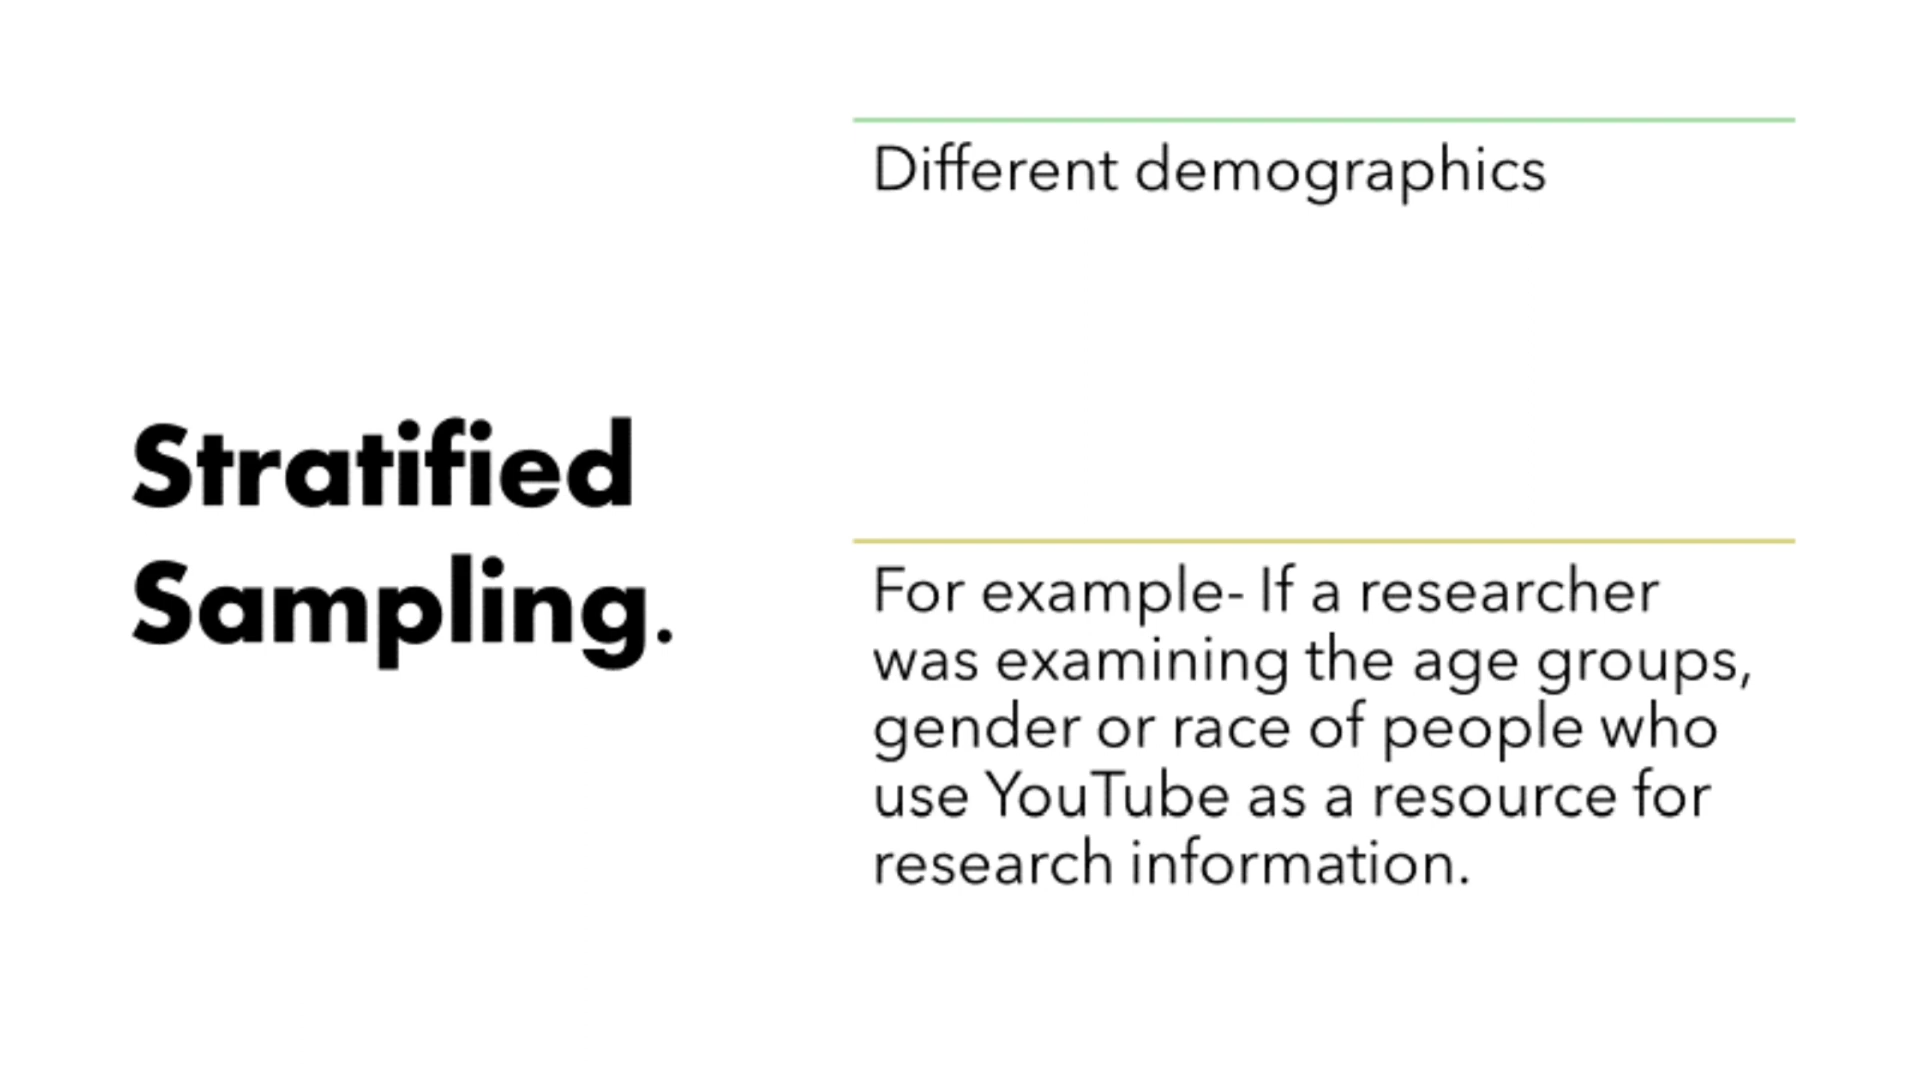 Stratified
Sampling.
Different demographics
For example- If a researcher
was examining the age groups,
gender or race of people who
use YouTube as a resource for
research information.